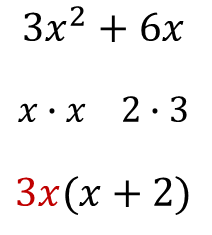 3x² + 6x
x · x   2 · 3
3x(x + 2)